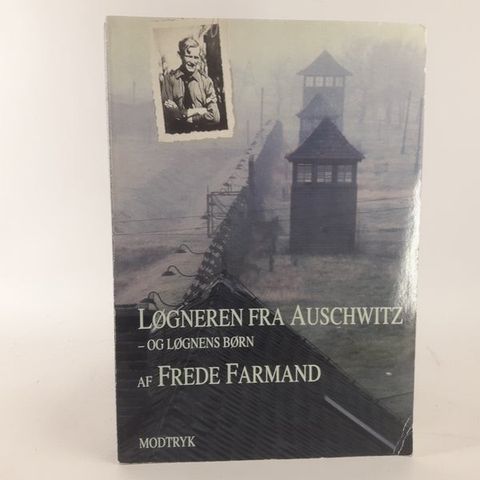 LØGNEREN FRA AUSCHWITZ
– OG LØGNENS BØRN
AF FREDE FARMAND
MODTRYK